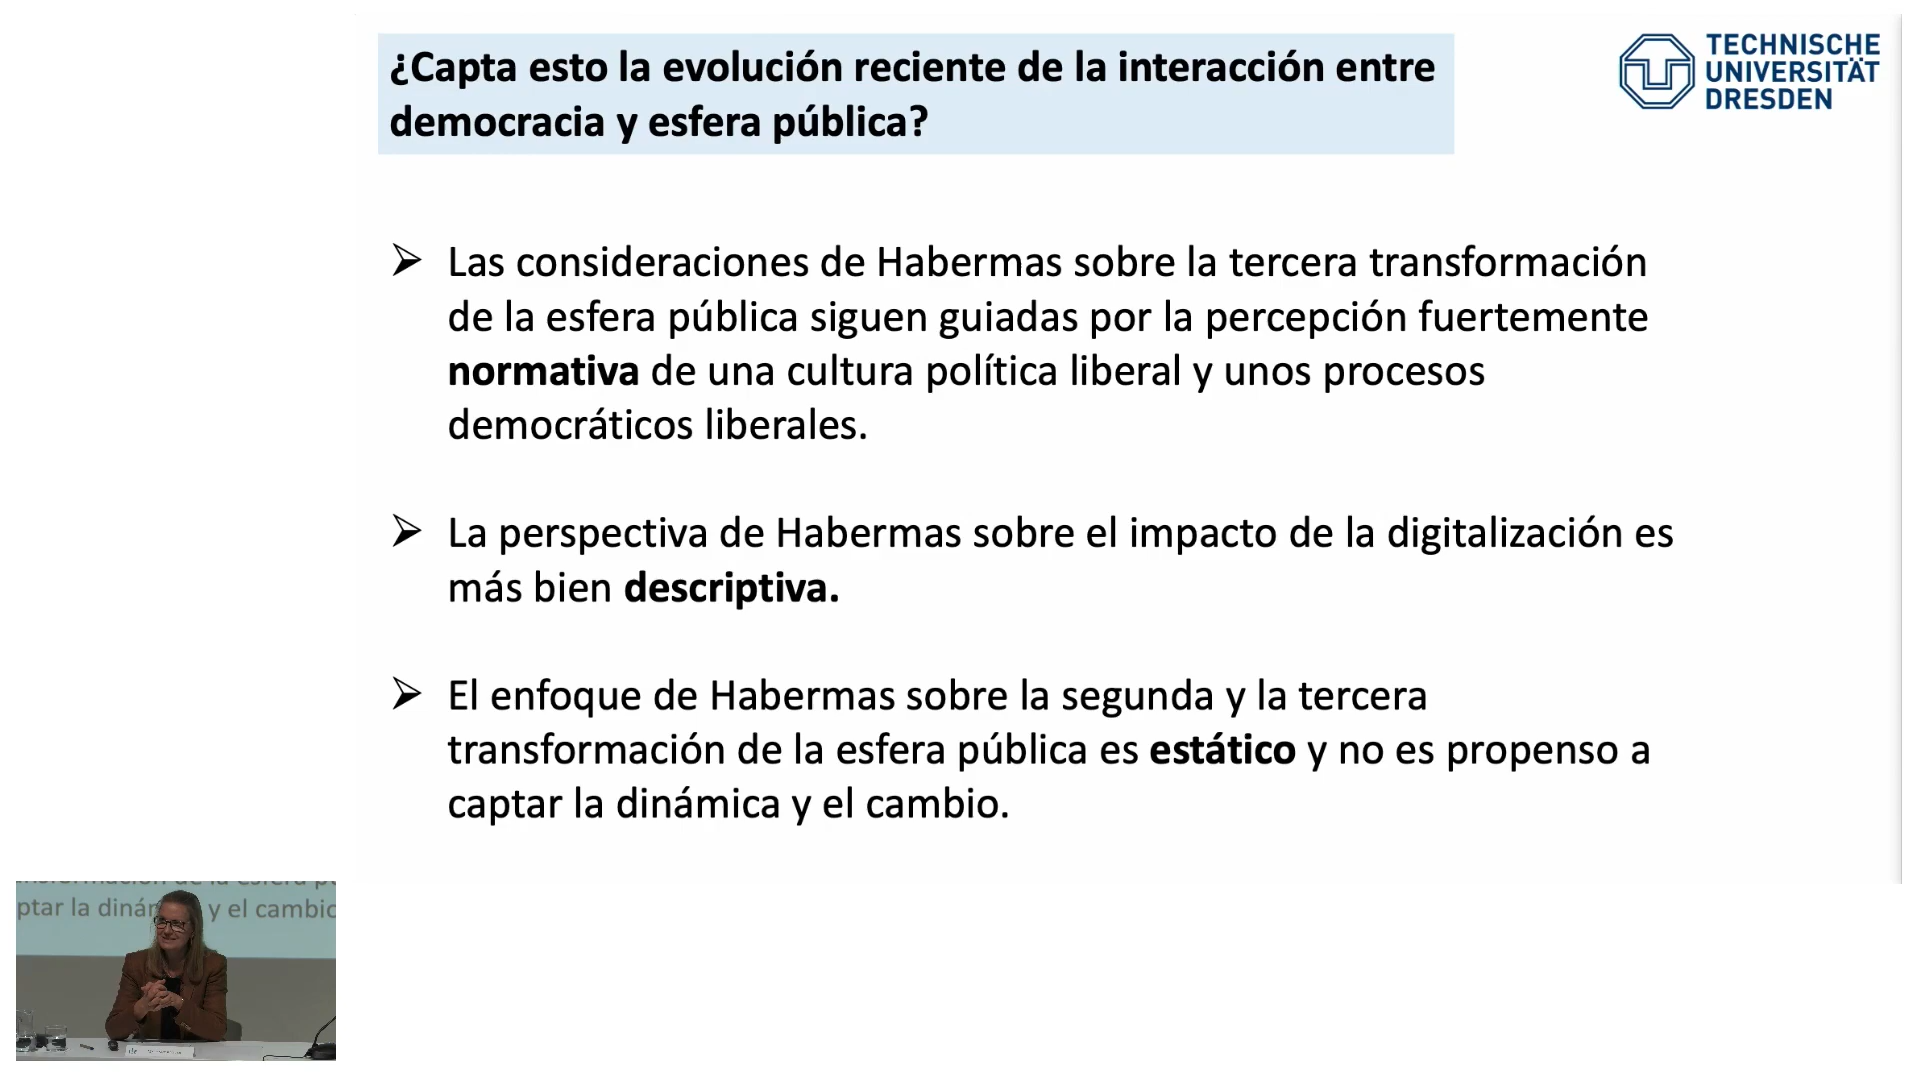 ¿Capta esto la evolución reciente de la interacción entre
democracia y esfera pública?
TECHNISCHE
UNIVERSITÄT
DRESDEN
➢ Las consideraciones de Habermas sobre la tercera transformación
de la esfera pública siguen guiadas por la percepción fuertemente
normativa de una cultura política liberal y unos procesos
democráticos liberales.
➢ La perspectiva de Habermas sobre el impacto de la digitalización es
más bien descriptiva.
➢ El enfoque de Habermas sobre la segunda y la tercera
transformación de la esfera pública es estático y no es propenso a
captar la dinámica y el cambio.
ptar la dinám y el cambio